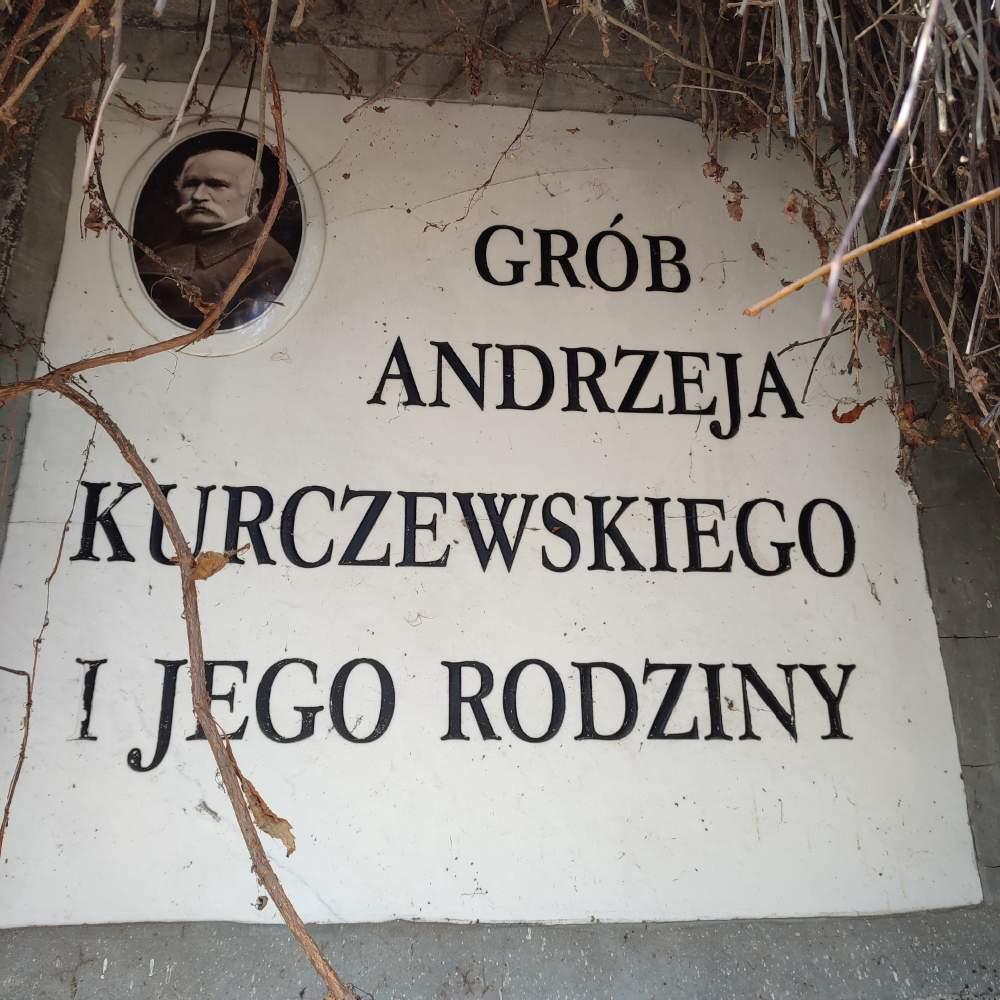 GRÓB
ANDRZEJA
KURCZEWSKIEGO
I JEGO RODZINY